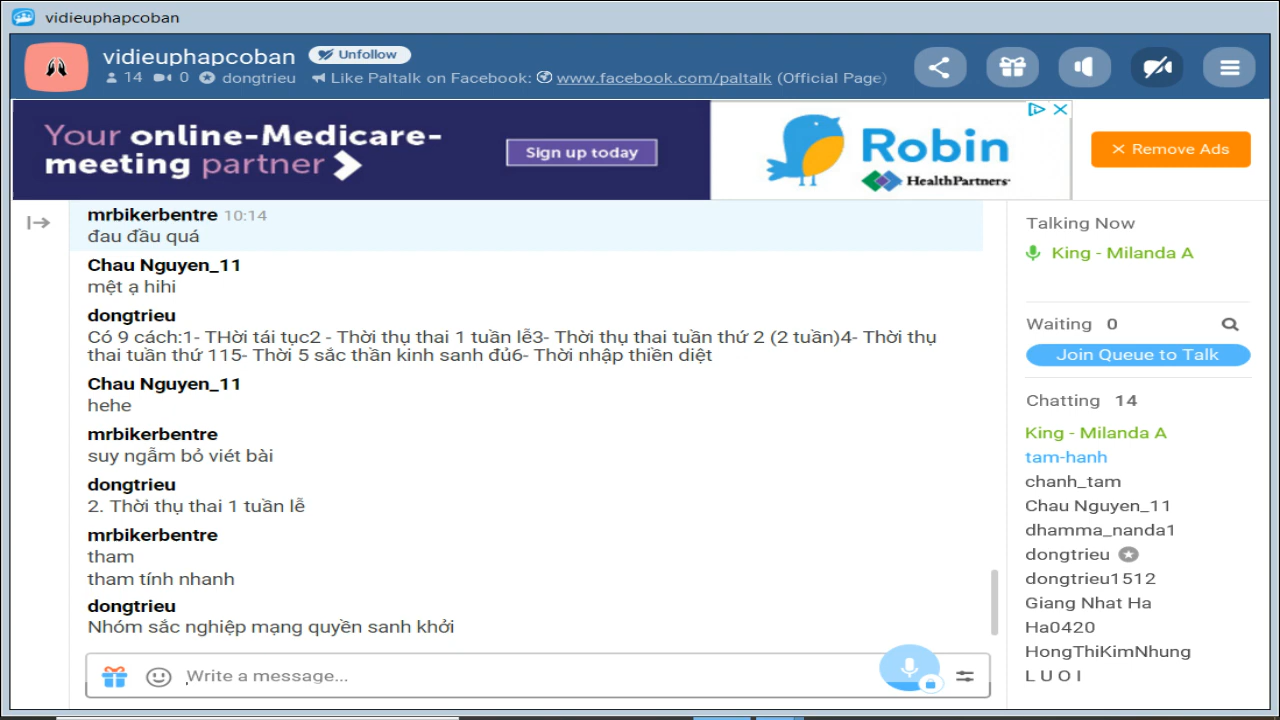 vidieuphapcoban
vidieuphapcoban Unfollow
14 0 dongtrieu Like Paltalk on Facebook: www.facebook.com/paltalk (Official Page)
Your online-Medicare-
meeting partner
Sign up today
Robin
HealthPartners
Remove Ads
mrbikerbentre 10:14
đau đầu quá
Chau Nguyen_11
mệt ạ hihi
dongtrieu
Có 9 cách:1- THời tái tục2 - Thời thụ thai 1 tuần lễ3- Thời thụ thai tuần thứ 2 (2 tuần)4- Thời thụ
thai tuần thứ 115- Thời 5 sắc thần kinh sanh đủ6- Thời nhập thiền diệt
Chau Nguyen_11
hehe
mrbikerbentre
suy ngẫm bỏ viét bài
dongtrieu
2. Thời thụ thai 1 tuần lễ
mrbikerbentre
tham
tham tính nhanh
dongtrieu
Nhóm sắc nghiệp mạng quyền sanh khởi
Write a message...
Talking Now
King - Milanda A
Waiting 0
Join Queue to Talk
Chatting 14
King - Milanda A
tam-hanh
chanh_tam
Chau Nguyen_11
dhamma_nanda1
dongtrieu
dongtrieu1512
Giang Nhat Ha
Ha0420
HongThiKimNhung
L U O I